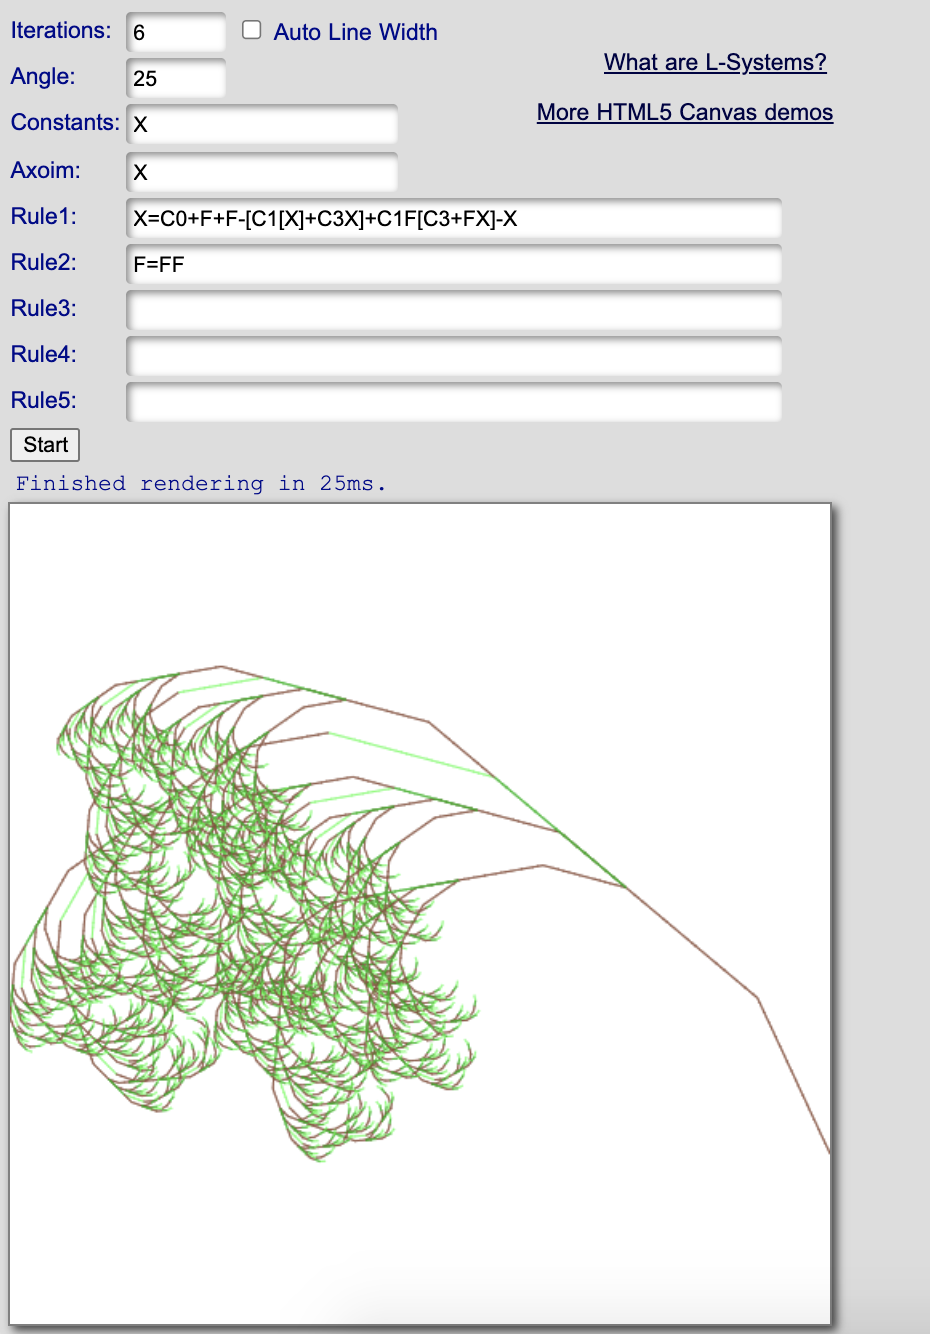 Iterations: 6 Auto Line Width
What are L-Systems?
Angle: 25
More HTML5 Canvas demos
Constants: X
Axoim: X
Rule1: X=C0+F+F-[C1[X]+C3X]+C1F[C3+FX]-X
Rule2: F=FF
Rule3:
Rule4:
Rule5:
Start
Finished rendering in 25ms.